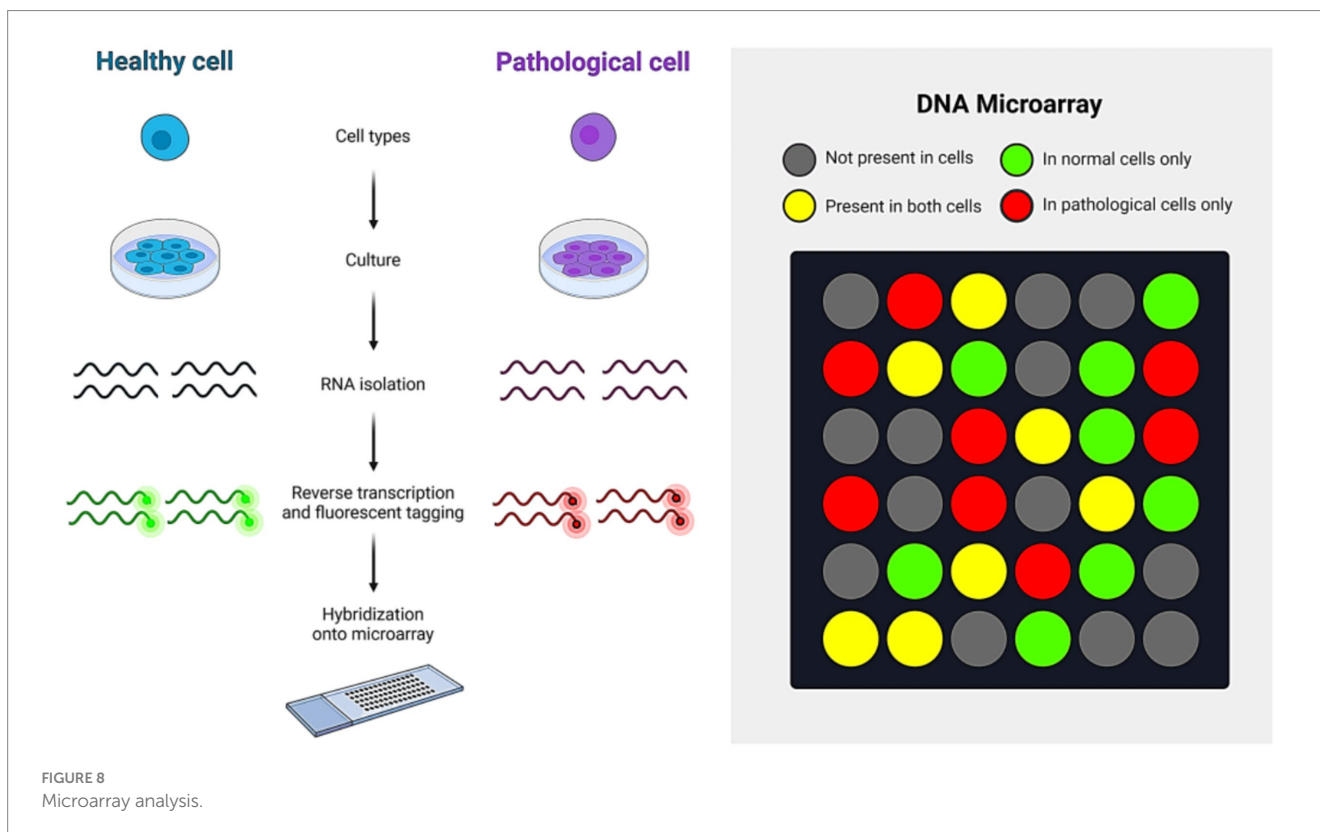 Healthy cell
Pathological cell
Cell types
Culture
RNA isolation
Reverse transcription
and fluorescent tagging
Hybridization
onto microarray
DNA Microarray
Not present in cells
In normal cells only
Present in both cells
In pathological cells only
FIGURE 8
Microarray analysis.